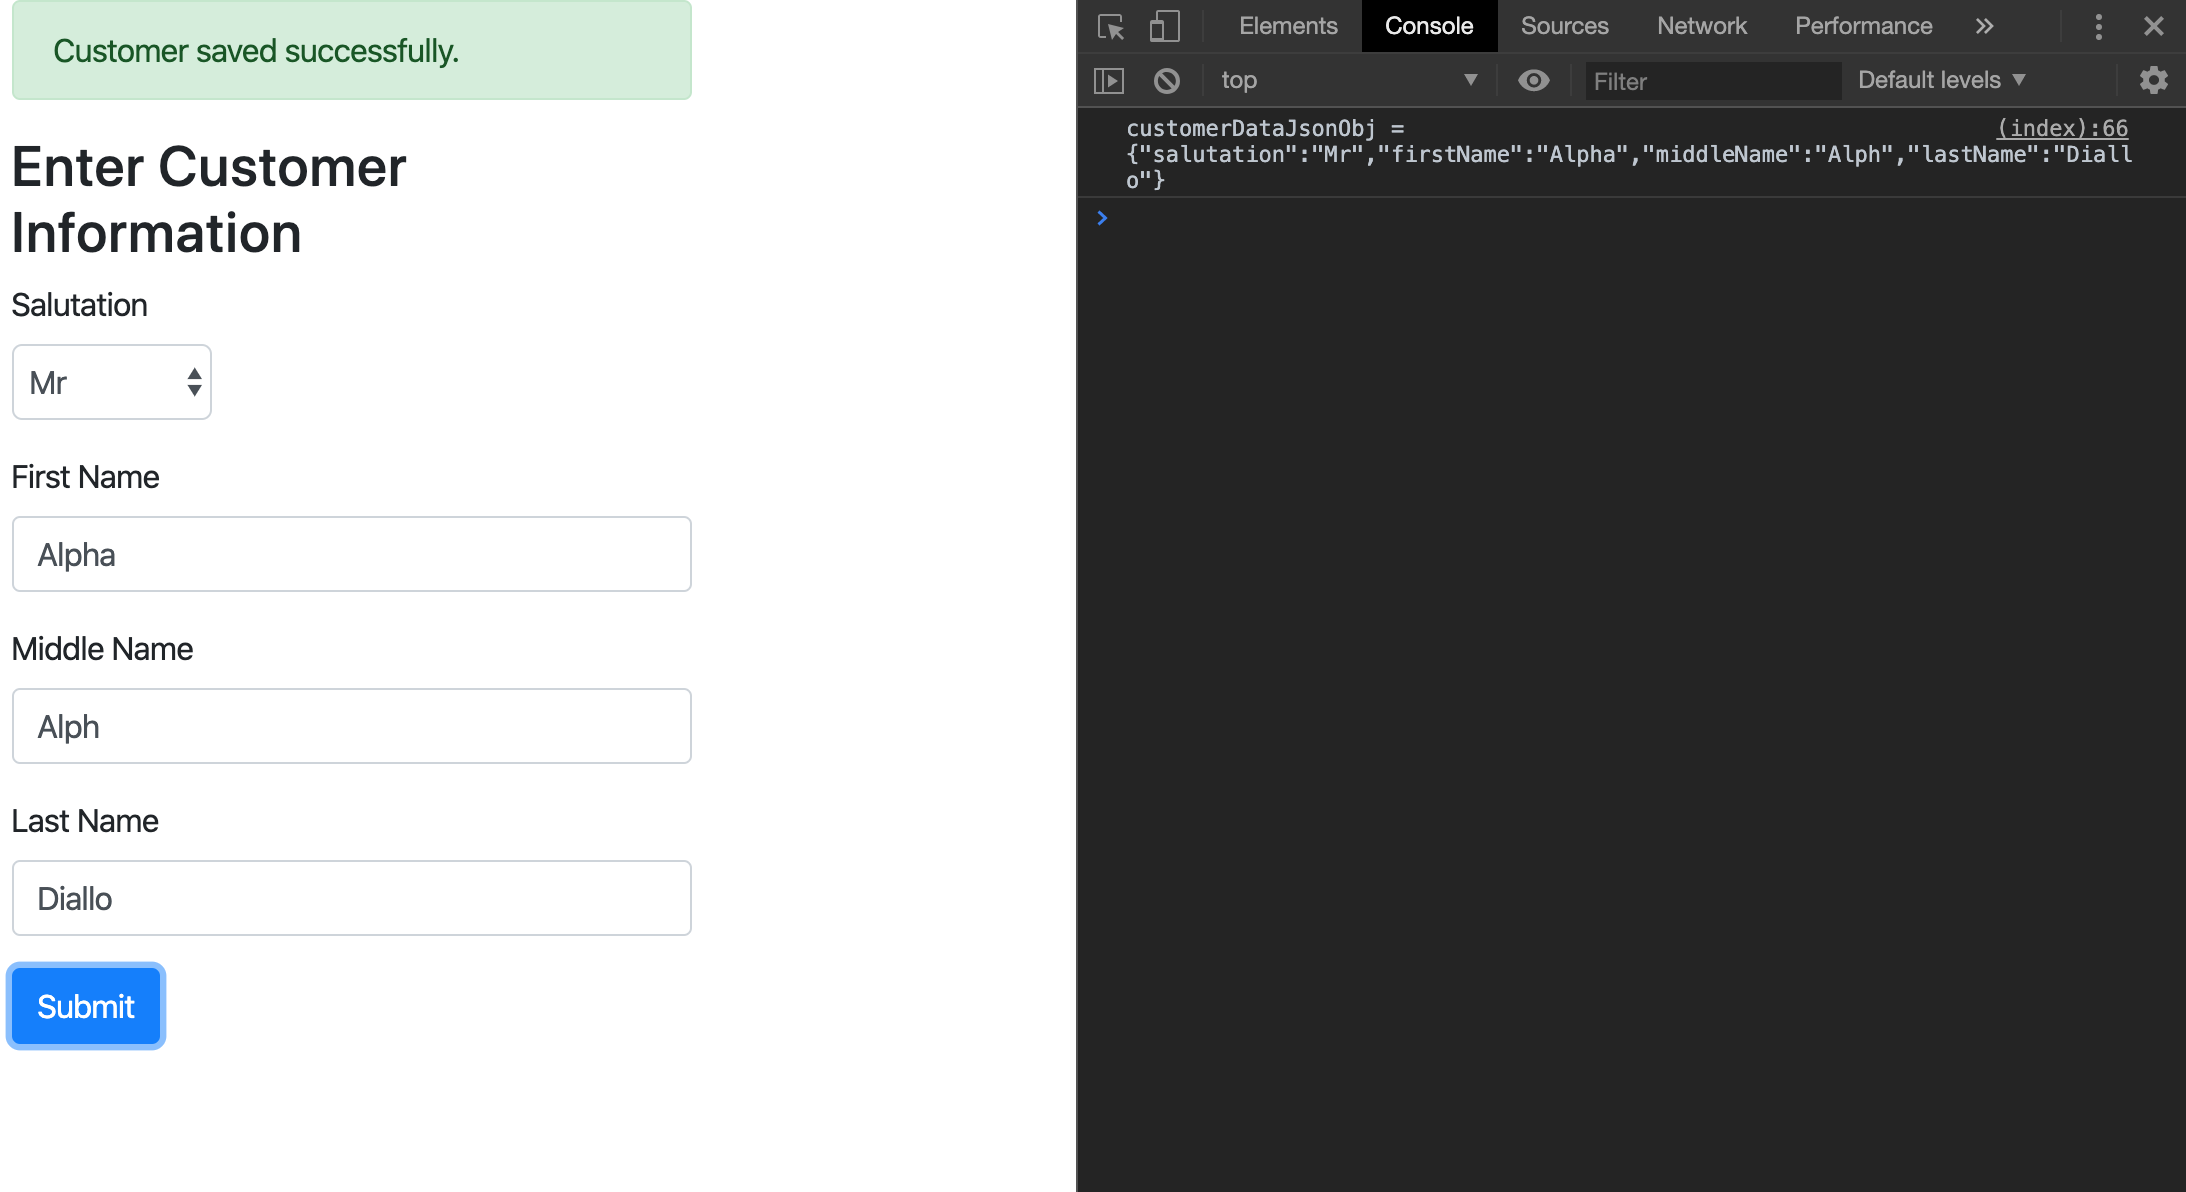 Customer saved successfully.
Enter Customer
Information
Salutation
Mr
First Name
Alpha
Middle Name
Alph
Last Name
Diallo
Submit
Elements Console Sources Network Performance
top Filter Default levels
customerDataJsonObj = (index):66
{"salutation":"Mr","firstName":"Alpha","middleName":"Alph","lastName":"Diall
o"}